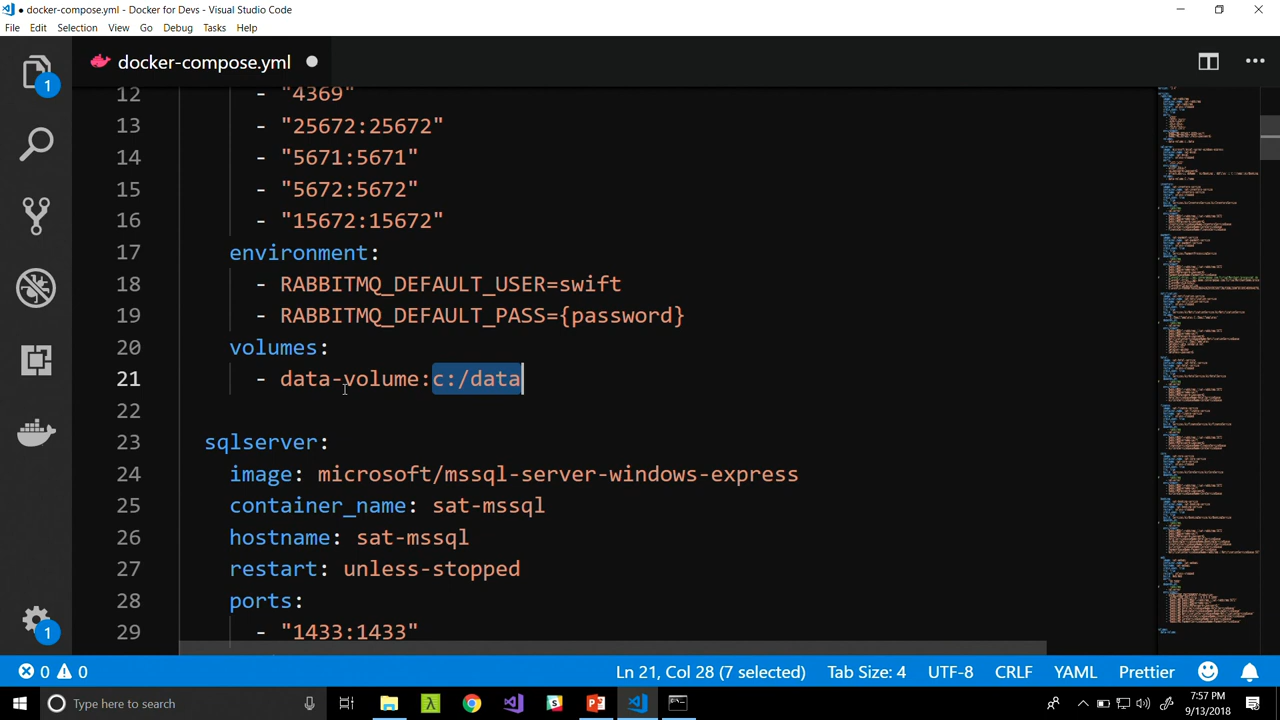 docker-compose.yml - Docker for Devs - Visual Studio Code
File Edit Selection View Go Debug Tasks Help
1
docker-compose.yml
12 - "4369"
13 - "25672:25672"
14 - "5671:5671"
15 - "5672:5672"
16 - "15672:15672"
17 environment:
18 - RABBITMQ_DEFAULT_USER=swift
19 - RABBITMQ_DEFAULT_PASS={password}
20 volumes:
21 - data-volume:c:/data
22
23 sqlserver:
24 image: microsoft/mssql-server-windows-express
25 container_name: sat-mssql
26 hostname: sat-mssql
27 restart: unless-stopped
28 ports:
29 - "1433:1433"
1
0 0 Ln 21, Col 28 (7 selected) Tab Size: 4 UTF-8 CRLF YAML Prettier
Type here to search
7:57 PM
9/13/2018